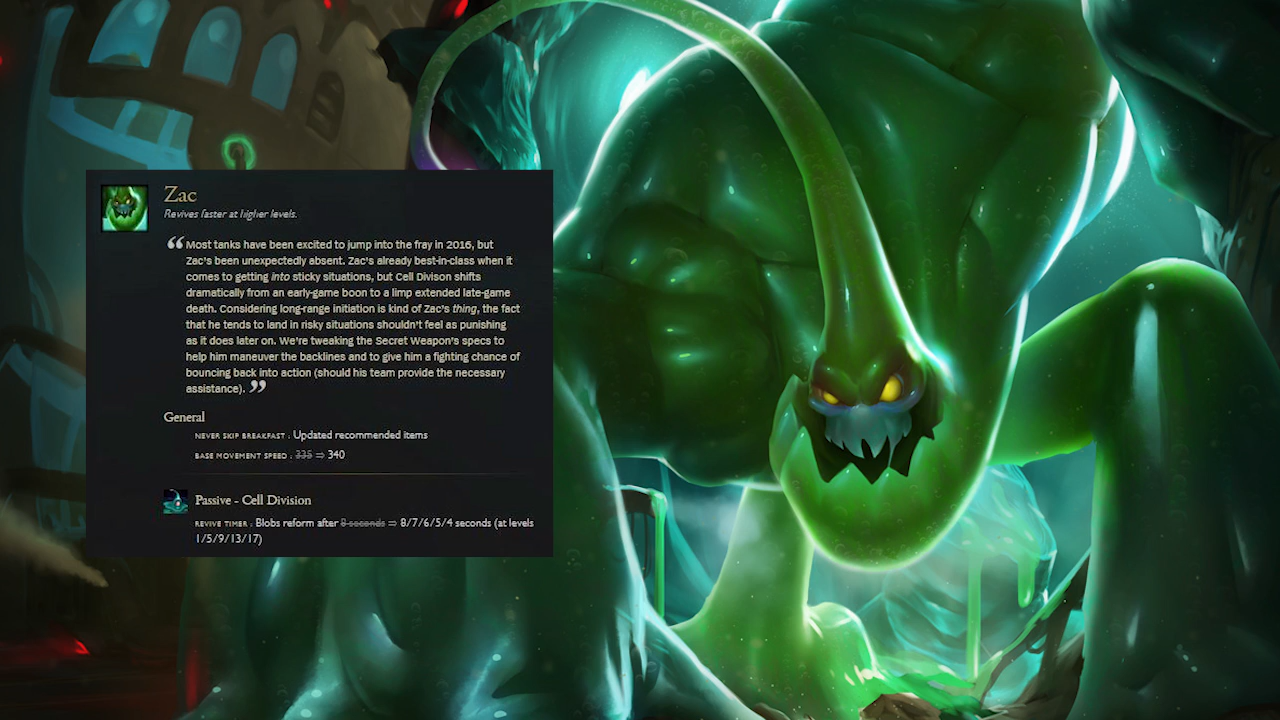 Zac
Revives faster at higher levels.
“ Most tanks have been excited to jump into the fray in 2016, but
Zac's been unexpectedly absent. Zac's already best-in-class when it
comes to getting into sticky situations, but Cell Divison shifts
dramatically from an early-game boon to a limp extended late-game
death. Considering long-range initiation is kind of Zac's thing, the fact
that he tends to land in risky situations shouldn't feel as punishing
as it does later on. We're tweaking the Secret Weapon's specs to
help him maneuver the backlines and to give him a fighting chance of
bouncing back into action (should his team provide the necessary
assistance). ”
General
NEVER SKIP BREAKFAST : Updated recommended items
BASE MOVEMENT SPEED : 335 ⇒ 340
Passive - Cell Division
REVIVE TIMER : Blobs reform after 8 seconds ⇒ 8/7/6/5/4 seconds (at levels
1/5/9/13/17)